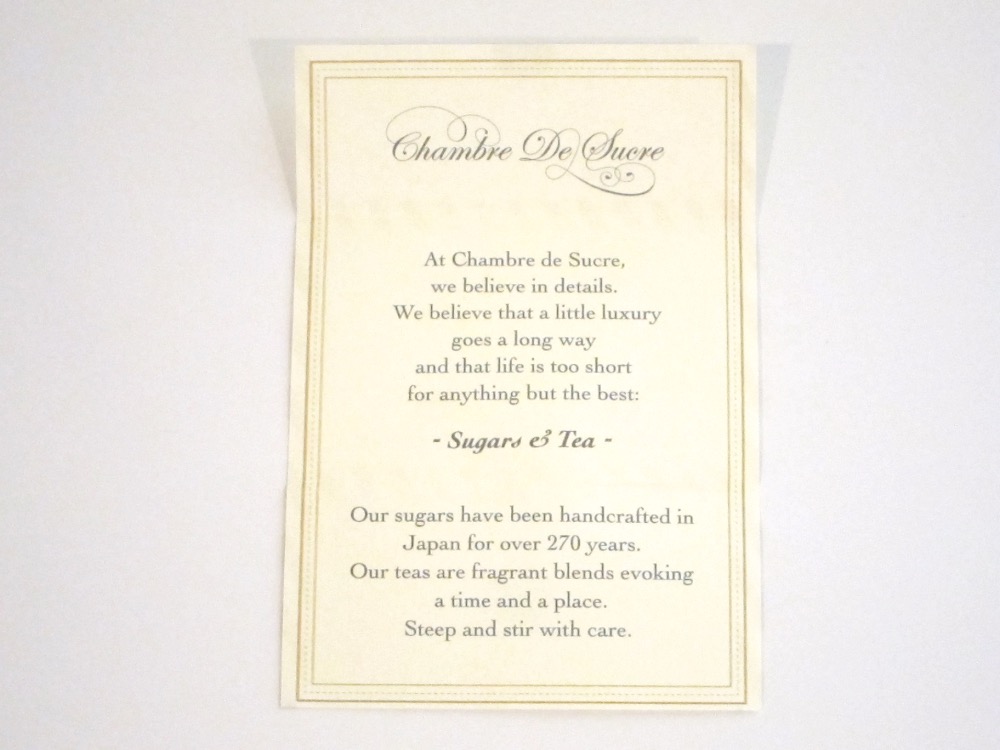 Chambre De Sucre
At Chambre de Sucre,
we believe in details.
We believe that a little luxury
goes a long way
and that life is too short
for anything but the best:
- Sugars & Tea -
Our sugars have been handcrafted in
Japan for over 270 years.
Our teas are fragrant blends evoking
a time and a place.
Steep and stir with care.